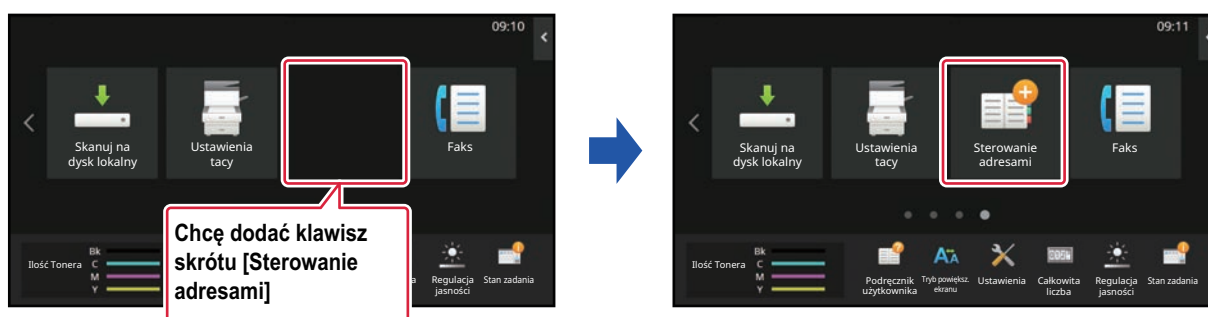 09:10
Skanuj na
dysk lokalny
Ustawienia
tacy
Faks
Chcę dodać klawisz
skrótu [Sterowanie
adresami]
Ilość Tonera
Bk
C
M
Y
a
Regulacja
jasności
Stan zadania
09:11
Skanuj na
dysk lokalny
Ustawienia
tacy
Sterowanie
adresami
Faks
Ilość Tonera
Bk
C
M
Y
Podręcznik
użytkownika
Tryb powiększ.
ekranu
Ustawienia
Całkowita
liczba
Regulacja
jasności
Stan zadania